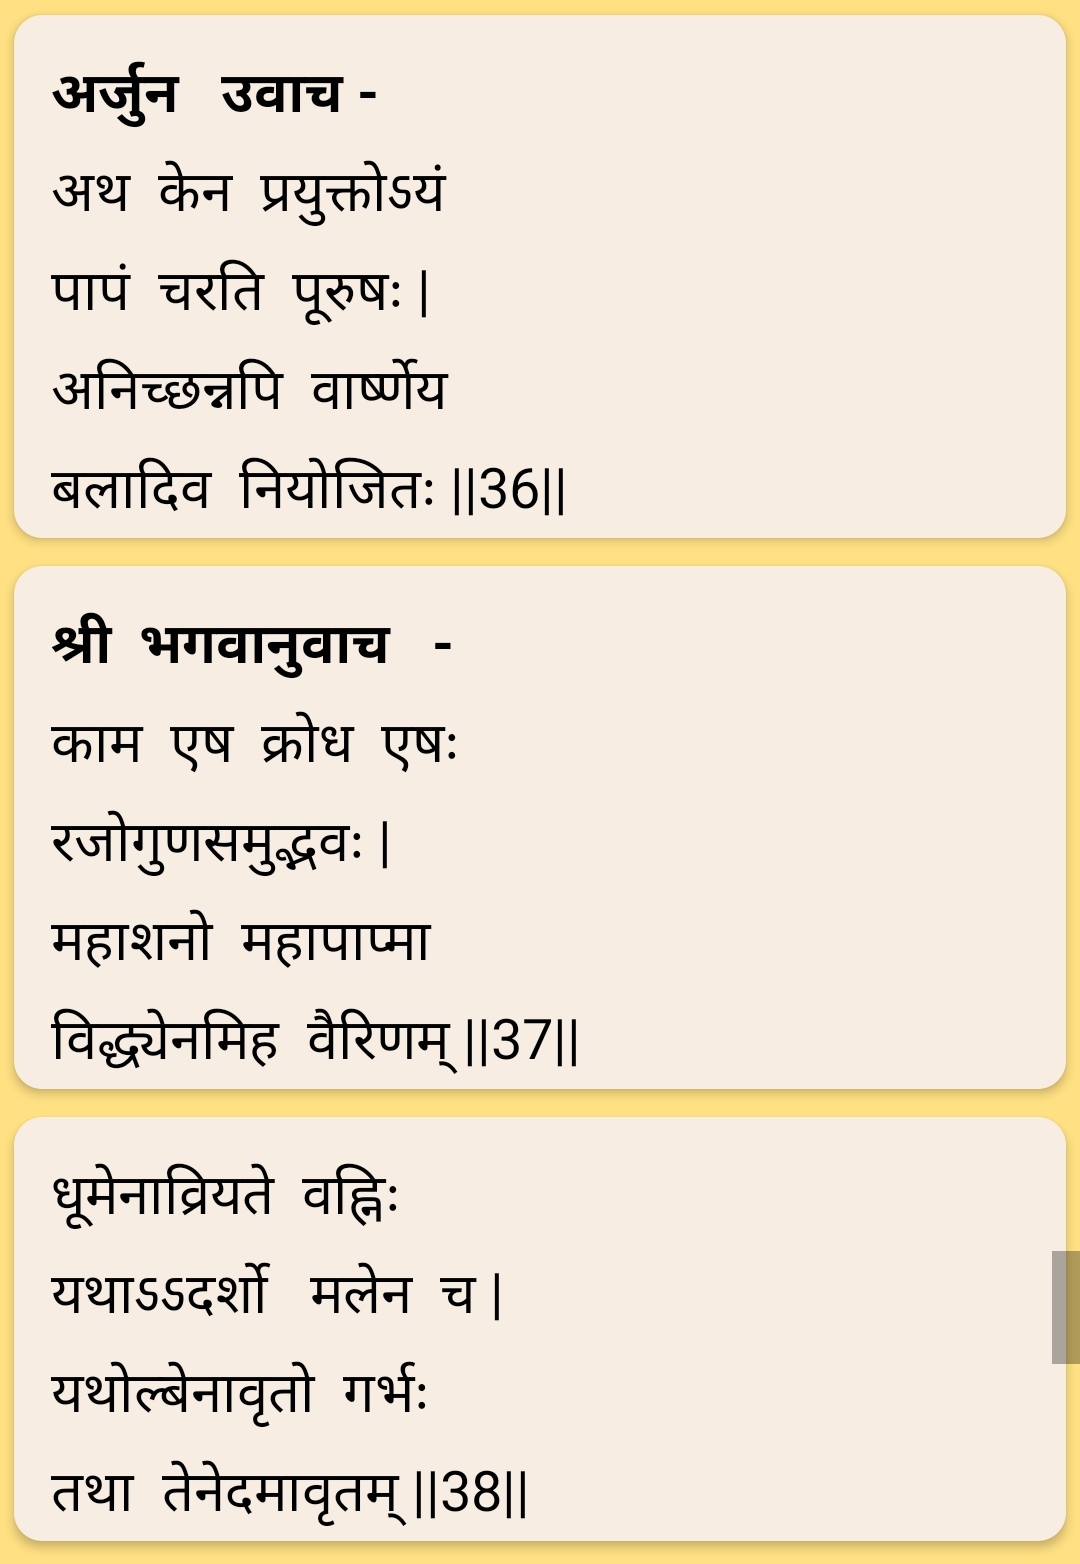 अर्जुन उवाच -
अथ केन प्रयुक्तोऽयं
पापं चरति पूरुषः |
अनिच्छन्नपि वार्ष्णेय
बलादिव नियोजितः ||36||
श्री भगवानुवाच -
काम एष क्रोध एषः
रजोगुणसमुद्भवः |
महाशनो महापाप्मा
विद्ध्येनमिह वैरिणम् ||37||
धूमेनाव्रियते वह्निः
यथाऽऽदर्शो मलेन च |
यथोल्बेनावृतो गर्भः
तथा तेनेदमावृतम् ||38||